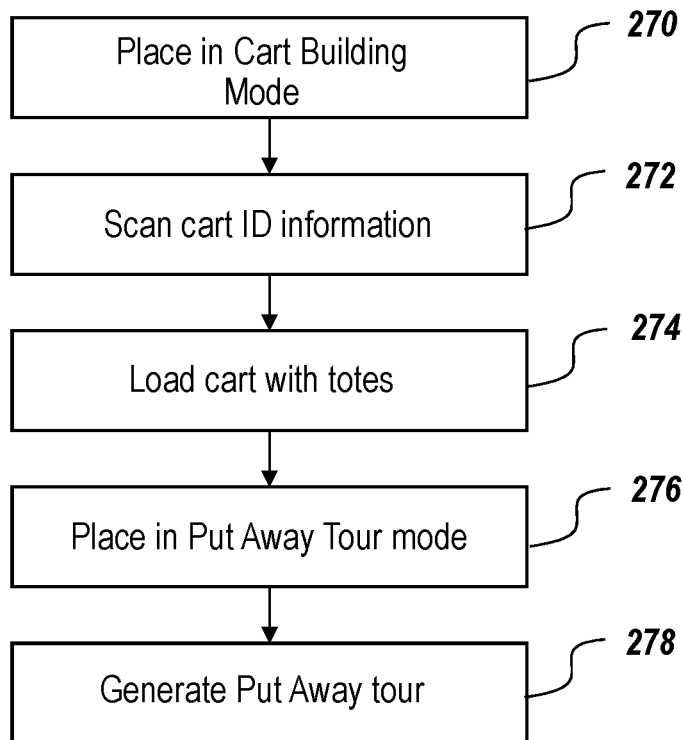 Place in Cart Building
Mode
270
Scan cart ID information
272
Load cart with totes
274
Place in Put Away Tour mode
276
Generate Put Away tour
278